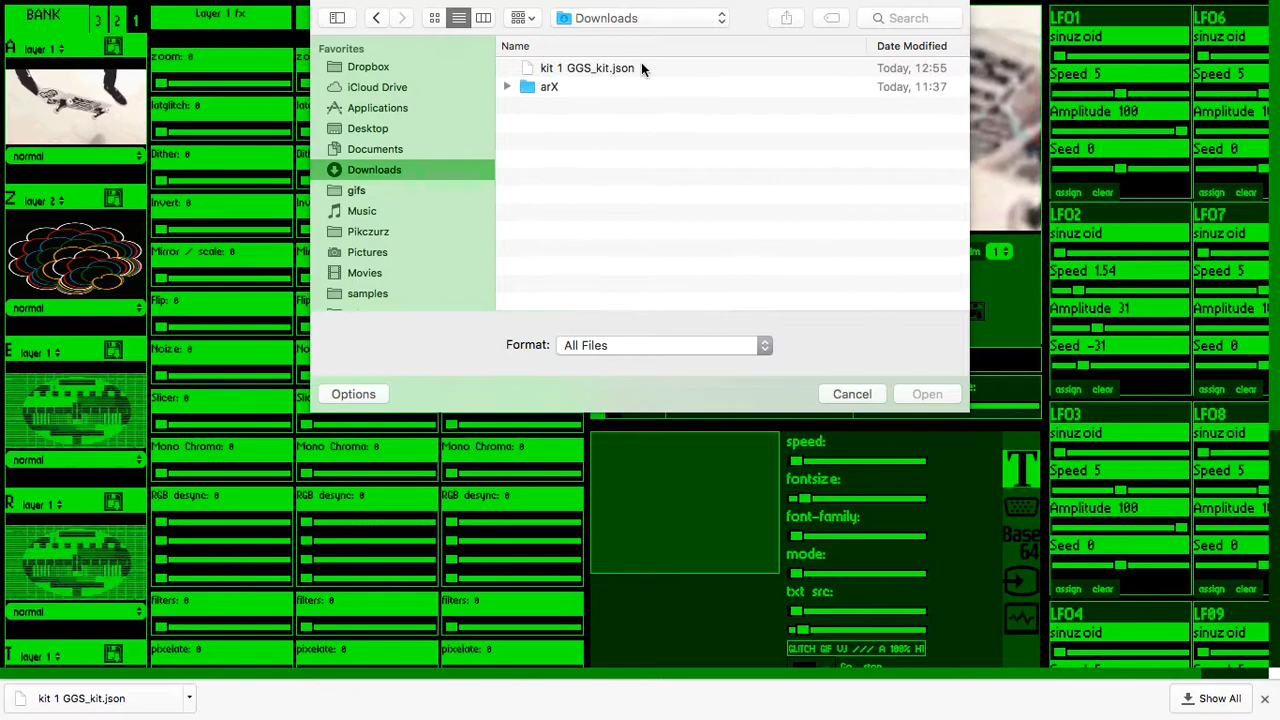 BANK 3 2 1
layer 1 fx
A layer 1
normal
Z layer 2
normal
E layer 1
normal
R layer 1
normal
T layer 1
zoom: 0
Dither: 0
Invert: 0
Mirror / scale: 0
Flip: 0
Noize: 0
Slicer: 0
Mono Chroma: 0
Mono Chroma: 0
Mono Chroma: 0
RGB desync: 0
RGB desync: 0
RGB desync: 0
filters: 0
filters: 0
filters: 0
pixelate: 0
pixelate: 0
pixelate: 0
Downloads
Search
Favorites
Dropbox
iCloud Drive
Applications
Desktop
Documents
Downloads
gifs
Music
Pikczurz
Pictures
Movies
samples
Name
Date Modified
kit 1 GGS_kit.json
Today, 12:55
arX
Today, 11:37
Format:
All Files
Options
Cancel
Open
speed:
fontsize:
font-family:
mode:
txt src:
GLITCH GIF VJ /// A 100% HT
T
Base
64
1
LFO1
sinuzoid
Speed 5
Amplitude 100
Seed 0
assign clear
LFO2
sinuzoid
Speed 1.54
Amplitude 31
Seed -31
assign clear
LFO3
sinuzoid
Speed 5
Amplitude 100
Seed 0
assign clear
LFO4
sinuzoid
LFO6
sinuzoid
Speed 5
Amplitude
Seed 0
assign
LFO7
sinuzoid
Speed 5
Amplitude
Seed 0
assign
LFO8
sinuzoid
Speed 5
Amplitude
Seed 0
assign
LFO9
sinuzoid
kit 1 GGS_kit.json
Show All